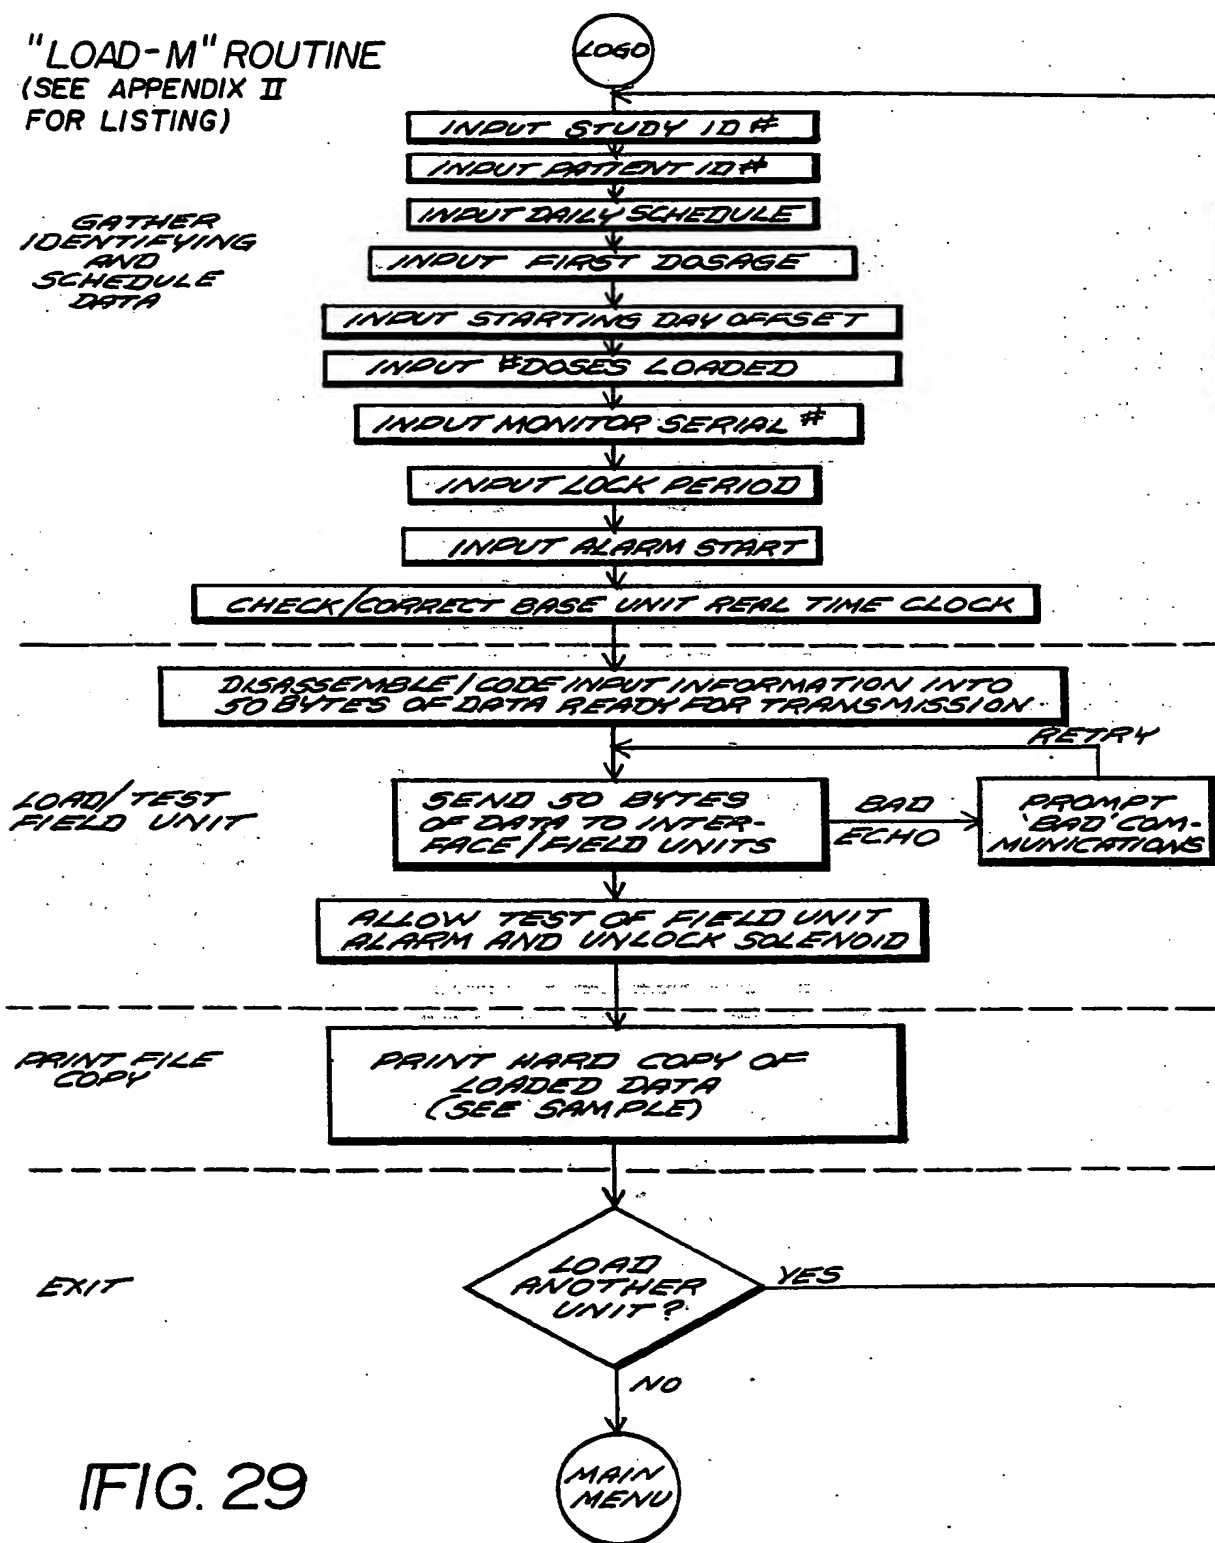 "LOAD-M" ROUTINE
(SEE APPENDIX II
FOR LISTING)
LOGO
INPUT STUDY ID #
INPUT PATIENT ID #
INPUT DAILY SCHEDULE
GATHER
IDENTIFYING
AND
SCHEDULE
DATA
INPUT FIRST DOSAGE
INPUT STARTING DAY OFFSET
INPUT #DOSES LOADED
INPUT MONITOR SERIAL #
INPUT LOCK PERIOD
INPUT ALARM START
CHECK/CORRECT BASE UNIT REAL TIME CLOCK
DISASSEMBLE/CODE INPUT INFORMATION INTO
50 BYTES OF DATA READY FOR TRANSMISSION
RETRY
LOAD/TEST
FIELD UNIT
SEND 50 BYTES
OF DATA TO INTER-
FACE/FIELD UNITS
BAD
ECHO
PROMPT
'BAD' COM-
MUNICATIONS
ALLOW TEST OF FIELD UNIT
ALARM AND UNLOCK SOLENOID
PRINT FILE
COPY
PRINT HARD COPY OF
LOADED DATA
(SEE SAMPLE)
EXIT
LOAD
ANOTHER
UNIT?
YES
NO
MAIN
MENU
FIG. 29